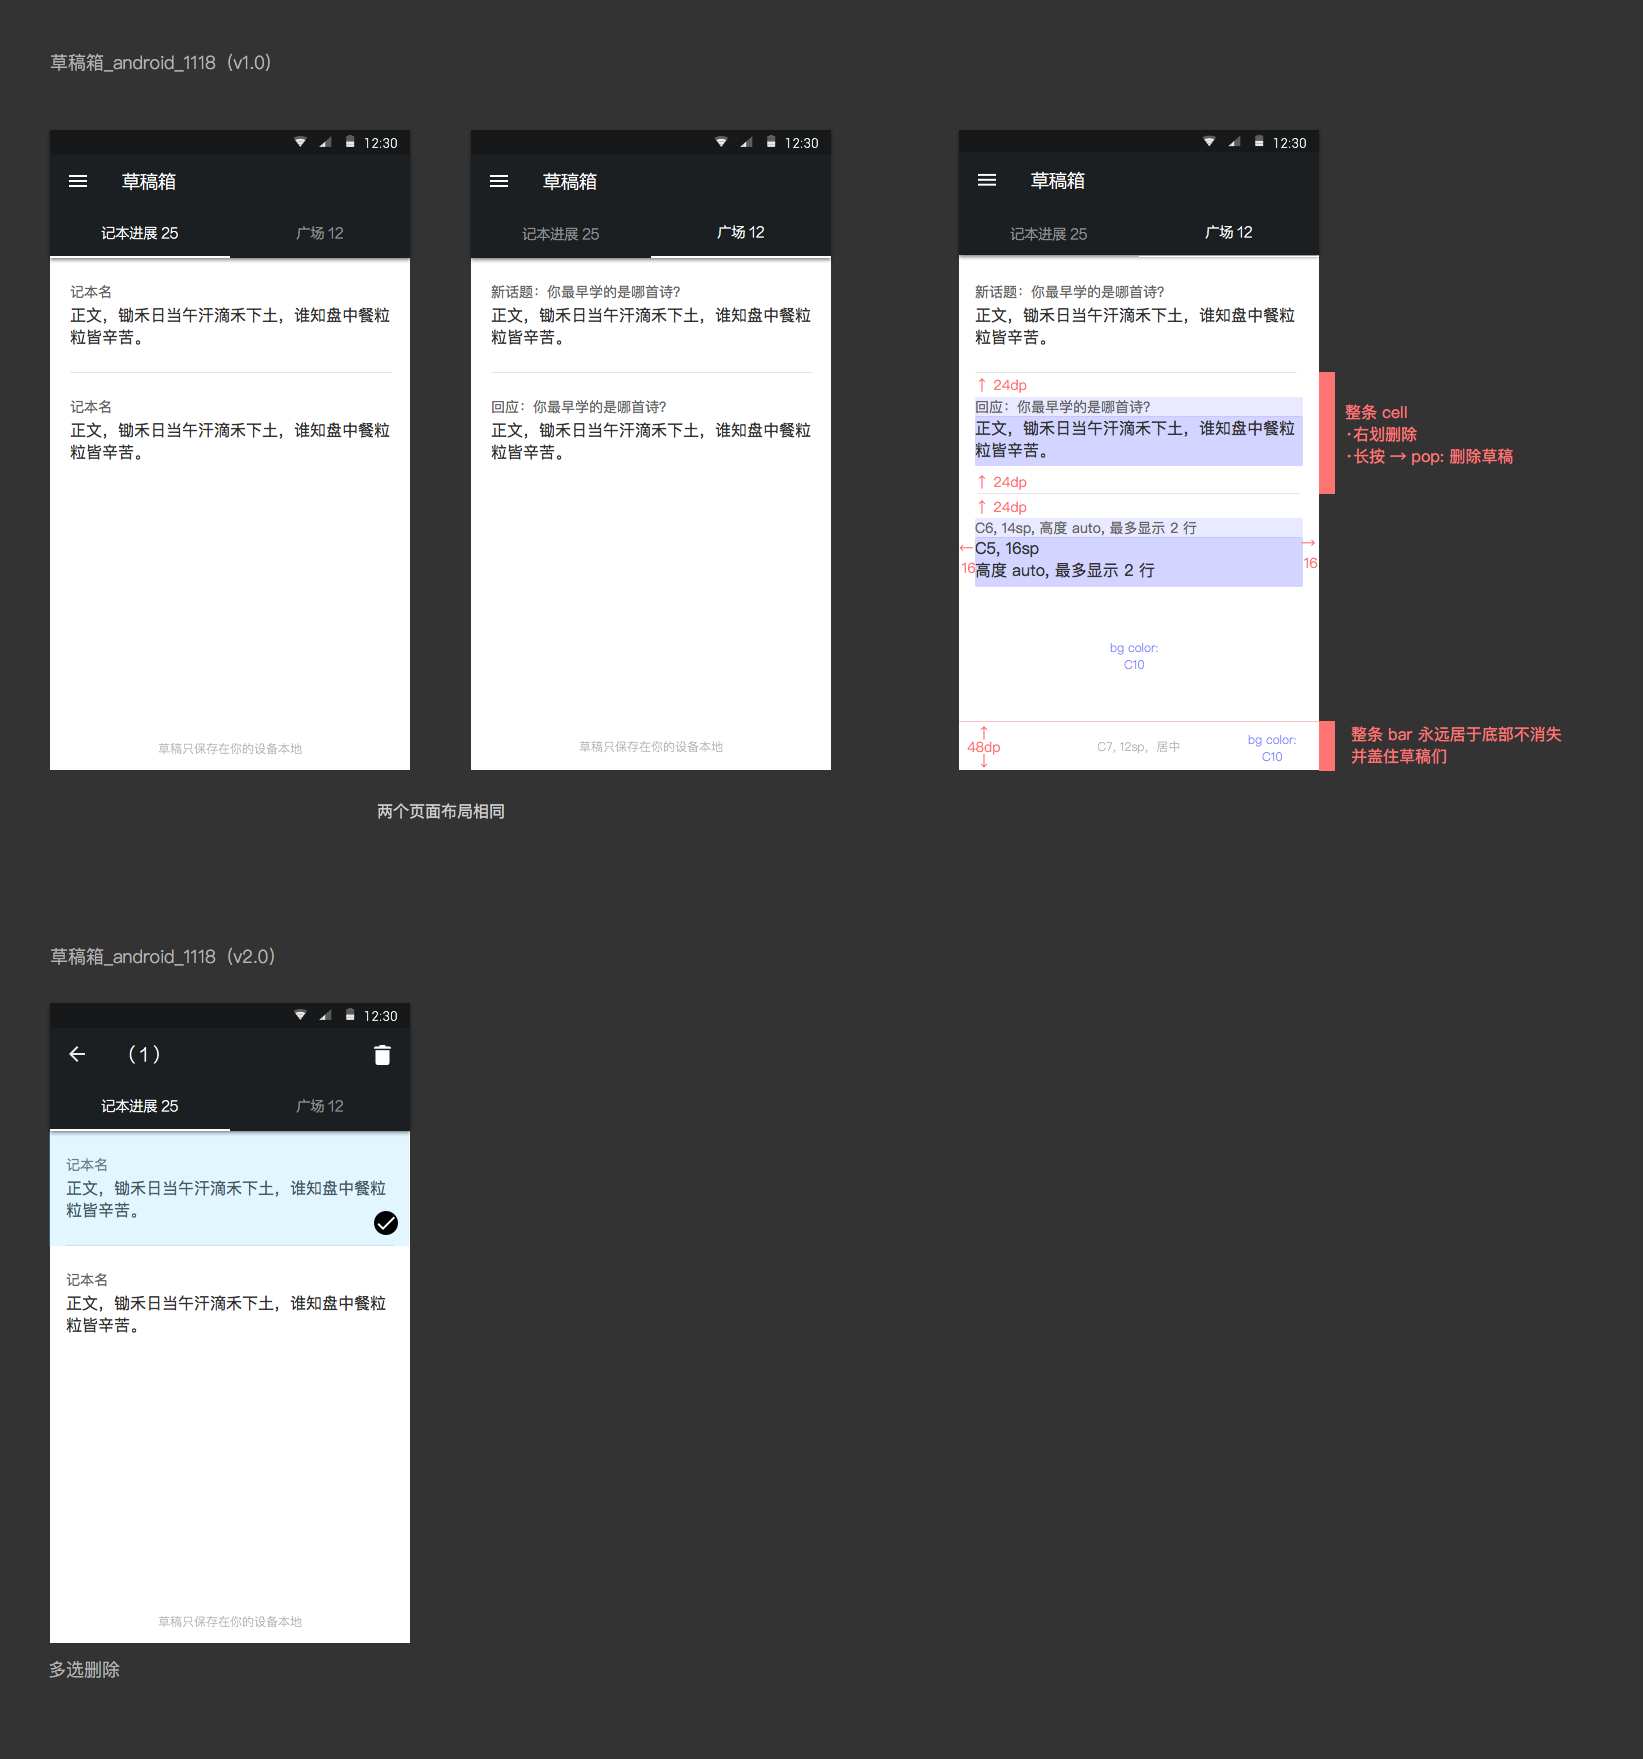 草稿箱_android_1118（v1.0）
12:30
草稿箱
记本进展 25
广场 12
记本名
正文，锄禾日当午汗滴禾下土，谁知盘中餐粒
粒皆辛苦。
记本名
正文，锄禾日当午汗滴禾下土，谁知盘中餐粒
粒皆辛苦。
草稿只保存在你的设备本地
12:30
草稿箱
记本进展 25
广场 12
新话题：你最早学的是哪首诗？
正文，锄禾日当午汗滴禾下土，谁知盘中餐粒
粒皆辛苦。
回应：你最早学的是哪首诗？
正文，锄禾日当午汗滴禾下土，谁知盘中餐粒
粒皆辛苦。
草稿只保存在你的设备本地
两个页面布局相同
12:30
草稿箱
记本进展 25
广场 12
新话题：你最早学的是哪首诗？
正文，锄禾日当午汗滴禾下土，谁知盘中餐粒
粒皆辛苦。
↑ 24dp
回应：你最早学的是哪首诗？
正文，锄禾日当午汗滴禾下土，谁知盘中餐粒
粒皆辛苦。
↑ 24dp
↑ 24dp
C6, 14sp, 高度 auto, 最多显示 2 行
C5, 16sp
高度 auto, 最多显示 2 行
←
16
→
16
bg color:
C10
↑
48dp
↓
C7, 12sp，居中
bg color:
C10
整条 cell
·右划删除
·长按 → pop: 删除草稿
整条 bar 永远居于底部不消失
并盖住草稿们
草稿箱_android_1118（v2.0）
12:30
（1）
记本进展 25
广场 12
记本名
正文，锄禾日当午汗滴禾下土，谁知盘中餐粒
粒皆辛苦。
记本名
正文，锄禾日当午汗滴禾下土，谁知盘中餐粒
粒皆辛苦。
草稿只保存在你的设备本地
多选删除